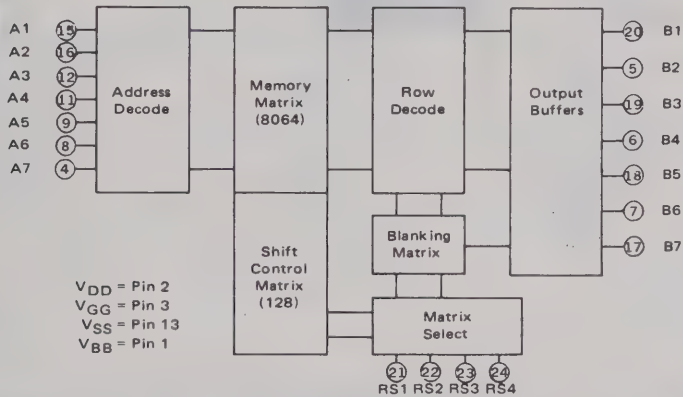 A1 15
A2 16
A3 12
A4 11
A5 9
A6 8
A7 4
Address
Decode
Memory
Matrix
(8064)
Row
Decode
Output
Buffers
20 B1
5 B2
19 B3
6 B4
18 B5
7 B6
17 B7
Shift
Control
Matrix
(128)
Blanking
Matrix
Matrix
Select
21 22 23 24
RS1 RS2 RS3 RS4
VDD = Pin 2
VGG = Pin 3
VSS = Pin 13
VBB = Pin 1